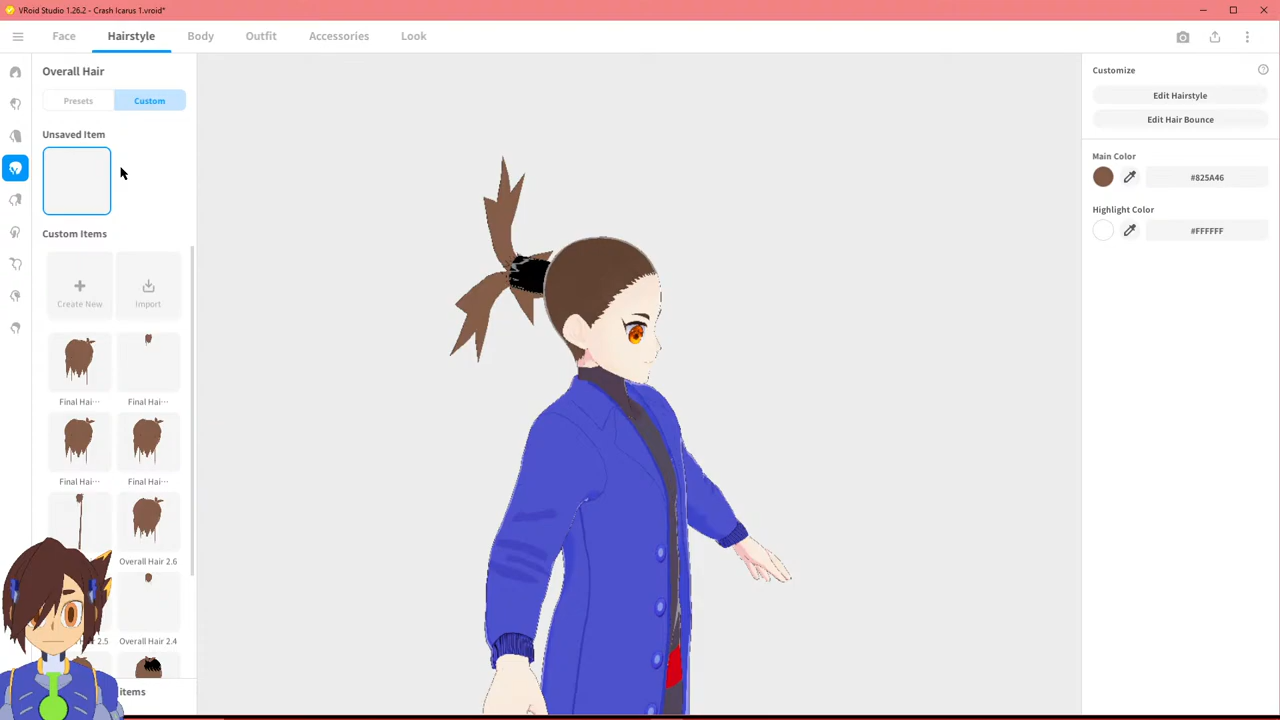 VRoid Studio 1.26.2 - Crash Icarus 1.vroid*
Face Hairstyle Body Outfit Accessories Look
Overall Hair
Presets Custom
Unsaved Item
Custom Items
Create New Import
Final Hai··· Final Hai···
Final Hai··· Final Hai···
Overall Hair 2.6
2.5 Overall Hair 2.4
items
Customize
Edit Hairstyle
Edit Hair Bounce
Main Color
#825A46
Highlight Color
#FFFFFF